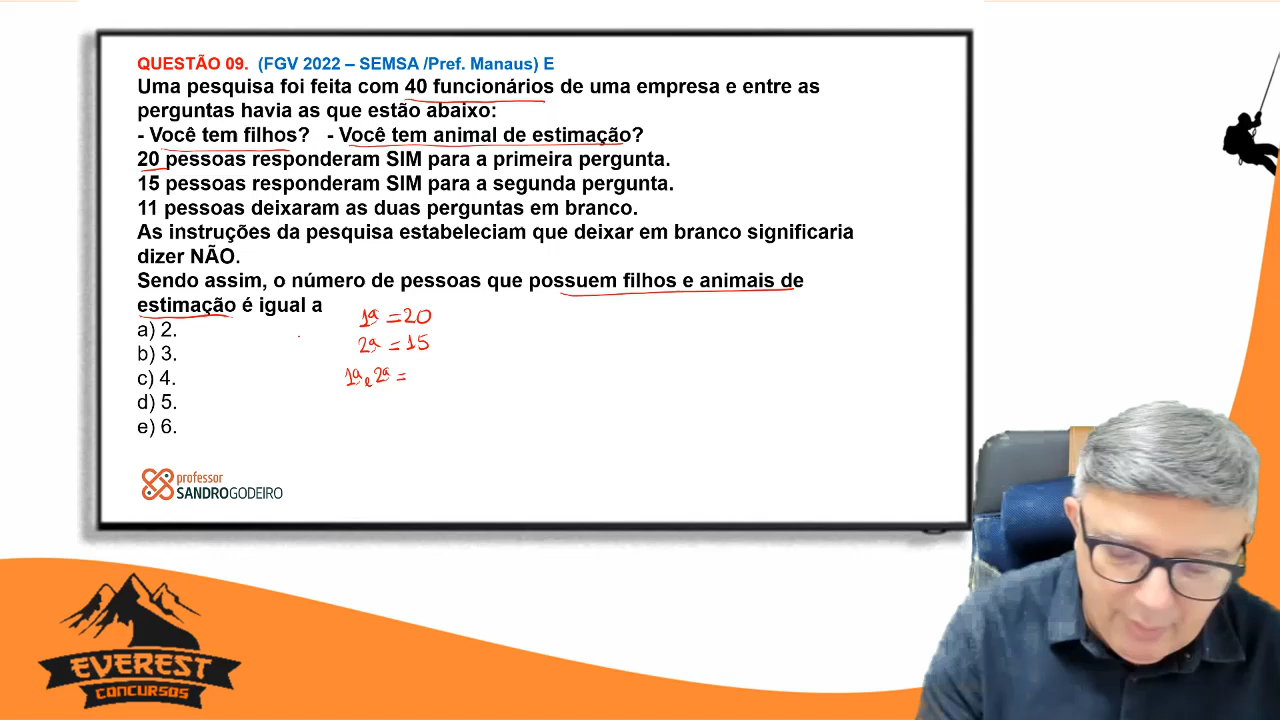 QUESTÃO 09. (FGV 2022 – SEMSA /Pref. Manaus) E
Uma pesquisa foi feita com 40 funcionários de uma empresa e entre as
perguntas havia as que estão abaixo:
- Você tem filhos? - Você tem animal de estimação?
20 pessoas responderam SIM para a primeira pergunta.
15 pessoas responderam SIM para a segunda pergunta.
11 pessoas deixaram as duas perguntas em branco.
As instruções da pesquisa estabeleciam que deixar em branco significaria
dizer NÃO.
Sendo assim, o número de pessoas que possuem filhos e animais de
estimação é igual a
a) 2.
b) 3.
c) 4.
d) 5.
e) 6.
1ª = 20
2ª = 15
1ª e 2ª =
professor
SANDROGODEIRO
EVEREST
CONCURSOS